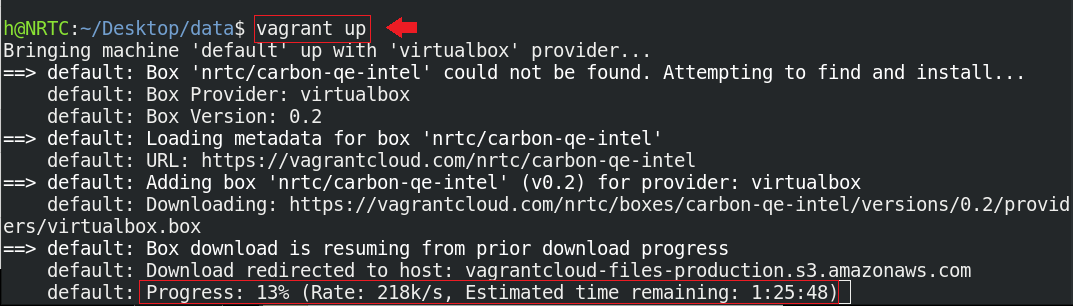 h@NRTC:~/Desktop/data$ vagrant up
Bringing machine 'default' up with 'virtualbox' provider...
==> default: Box 'nrtc/carbon-qe-intel' could not be found. Attempting to find and install...
    default: Box Provider: virtualbox
    default: Box Version: 0.2
==> default: Loading metadata for box 'nrtc/carbon-qe-intel'
    default: URL: https://vagrantcloud.com/nrtc/carbon-qe-intel
==> default: Adding box 'nrtc/carbon-qe-intel' (v0.2) for provider: virtualbox
    default: Downloading: https://vagrantcloud.com/nrtc/boxes/carbon-qe-intel/versions/0.2/provid
ers/virtualbox.box
==> default: Box download is resuming from prior download progress
    default: Download redirected to host: vagrantcloud-files-production.s3.amazonaws.com
    default: Progress: 13% (Rate: 218k/s, Estimated time remaining: 1:25:48)